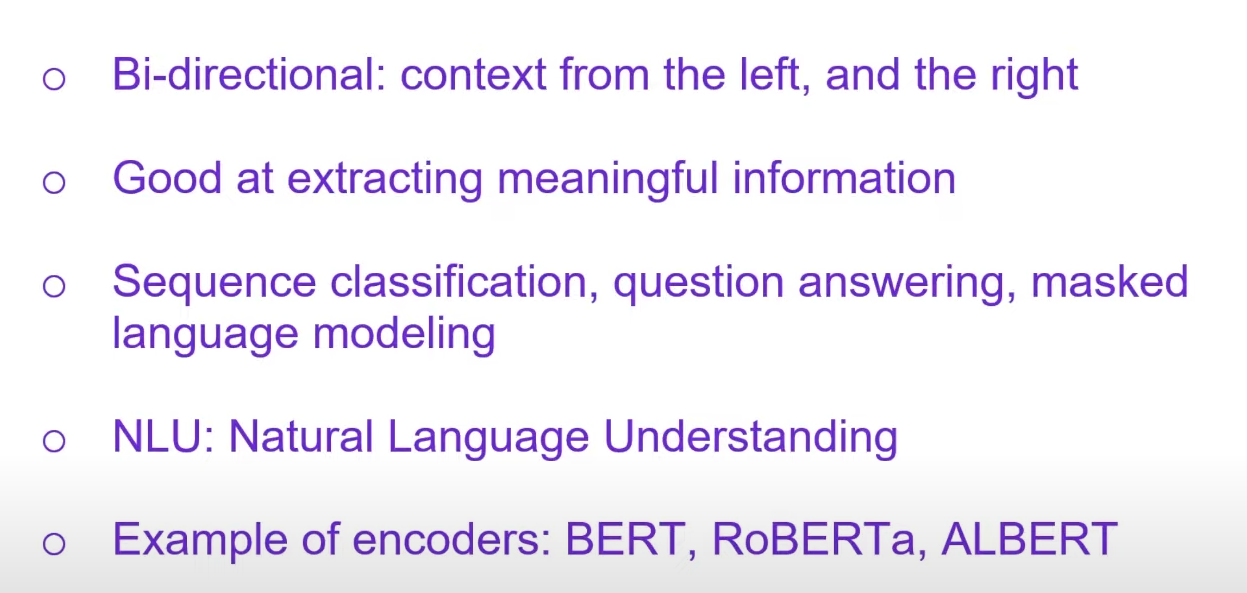 o Bi-directional: context from the left, and the right
o Good at extracting meaningful information
o Sequence classification, question answering, masked
language modeling
o NLU: Natural Language Understanding
o Example of encoders: BERT, RoBERTa, ALBERT